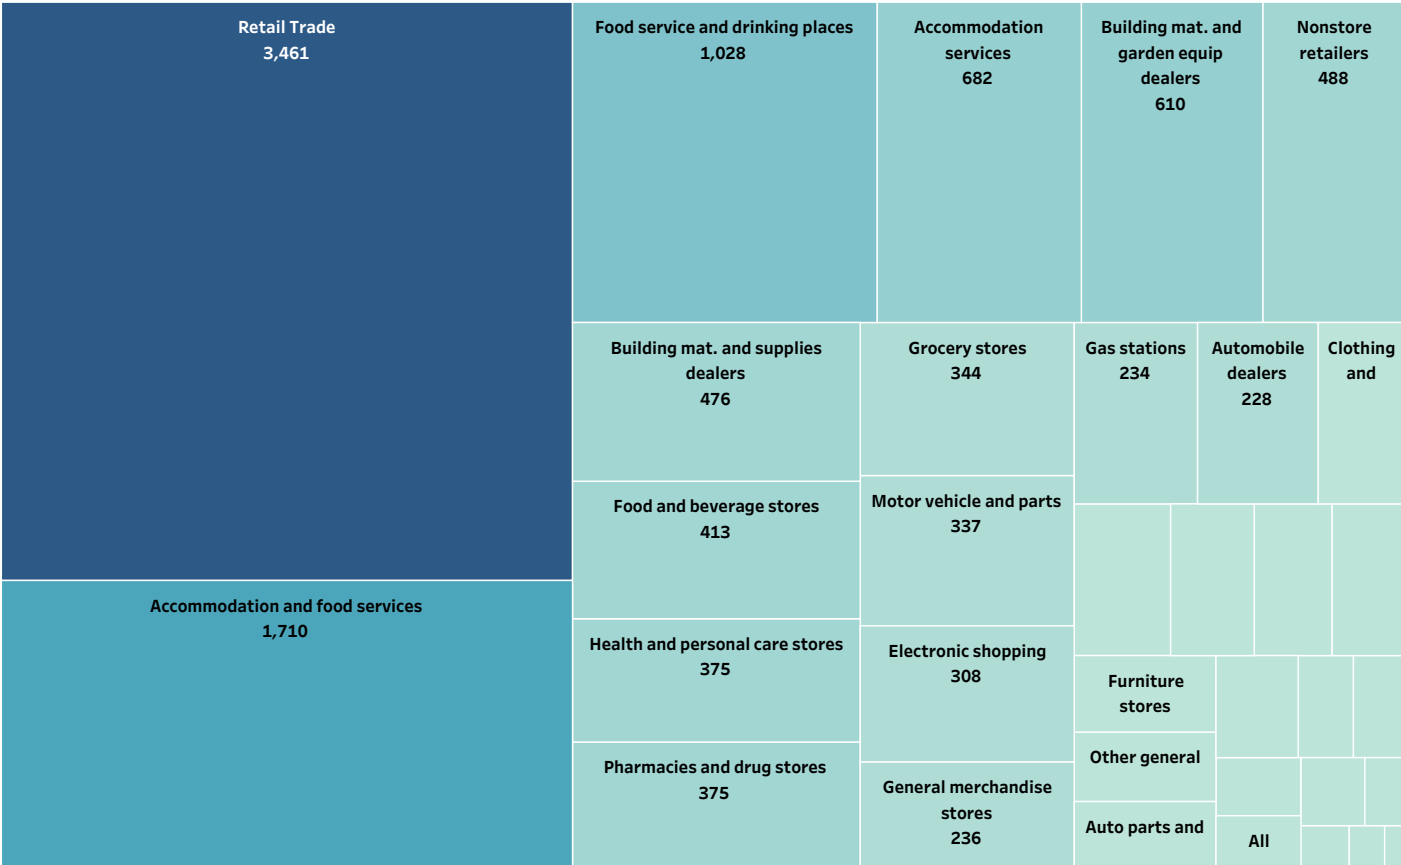 Retail Trade
3,461
Accommodation and food services
1,710
Food service and drinking places
1,028
Accommodation
services
682
Building mat. and
garden equip
dealers
610
Nonstore
retailers
488
Building mat. and supplies
dealers
476
Food and beverage stores
413
Health and personal care stores
375
Pharmacies and drug stores
375
Grocery stores
344
Motor vehicle and parts
337
Electronic shopping
308
General merchandise
stores
236
Gas stations
234
Automobile
dealers
228
Clothing
and
Furniture
stores
Other general
Auto parts and
All